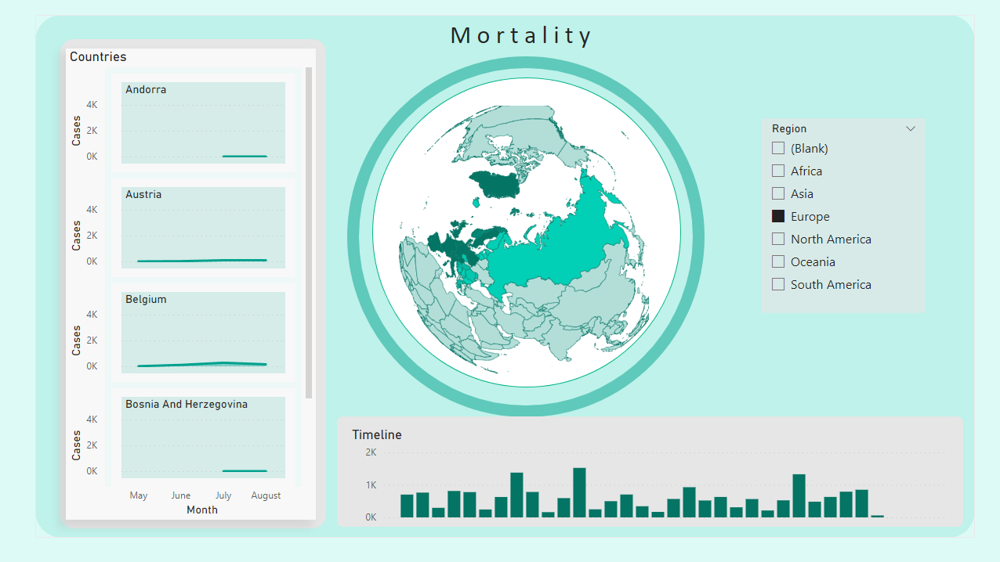 Mortality
Countries
Andorra
4K
2K
0K
Cases
Austria
4K
2K
0K
Cases
Belgium
4K
2K
0K
Cases
Bosnia And Herzegovina
4K
2K
0K
Cases
May June July August
Month
Region
(Blank)
Africa
Asia
Europe
North America
Oceania
South America
Timeline
2K
1K
0K